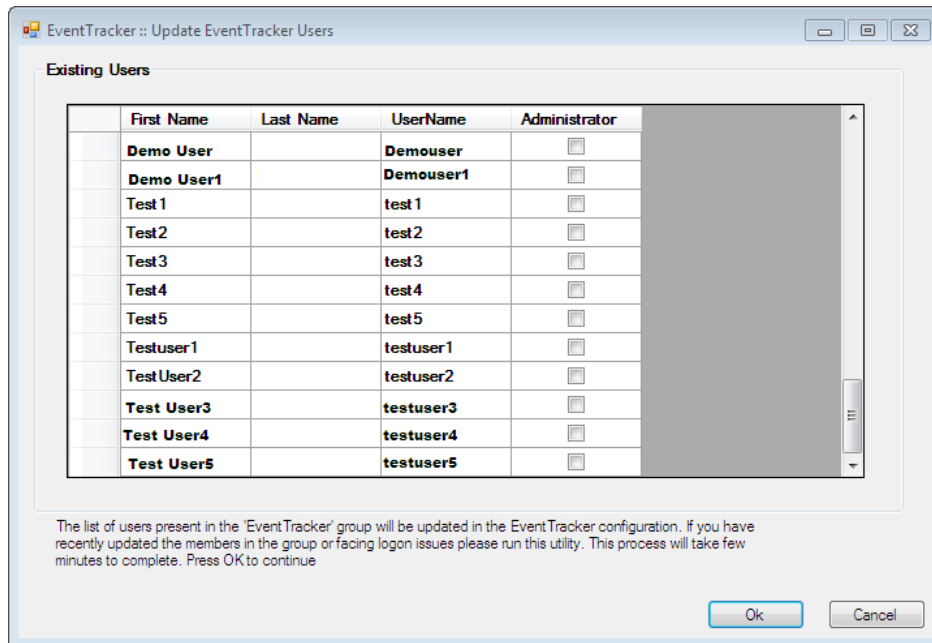 EventTracker :: Update EventTracker Users
Existing Users
First Name Last Name UserName Administrator
Demo User Demouser
Demo User1 Demouser1
Test1 test1
Test2 test2
Test3 test3
Test4 test4
Test5 test5
Testuser1 testuser1
TestUser2 testuser2
Test User3 testuser3
Test User4 testuser4
Test User5 testuser5
The list of users present in the 'EventTracker' group will be updated in the EventTracker configuration. If you have
recently updated the members in the group or facing logon issues please run this utility. This process will take few
minutes to complete. Press OK to continue
Ok Cancel